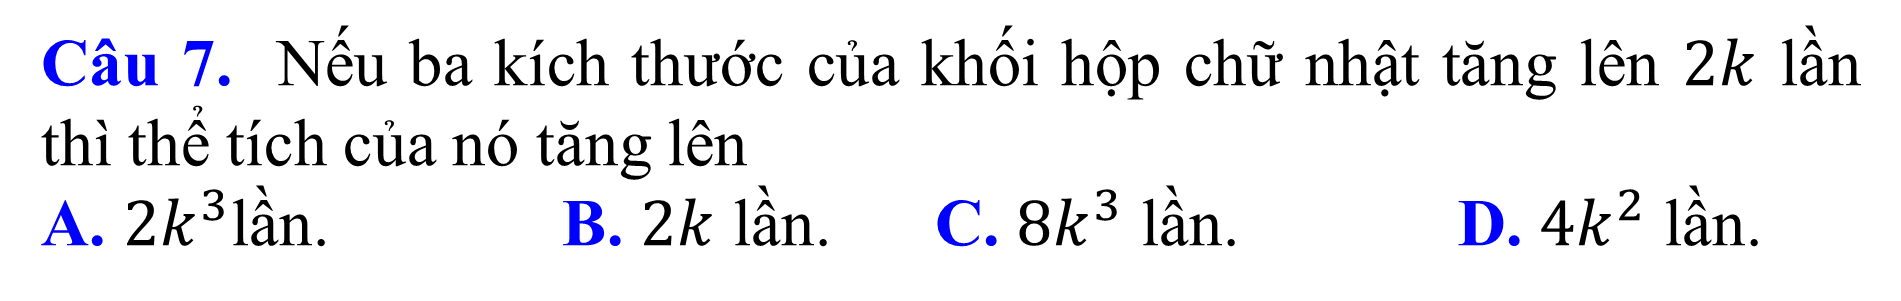 Câu 7. Nếu ba kích thước của khối hộp chữ nhật tăng lên 2k lần
thì thể tích của nó tăng lên
A. 2k³lần. B. 2k lần. C. 8k³ lần. D. 4k² lần.